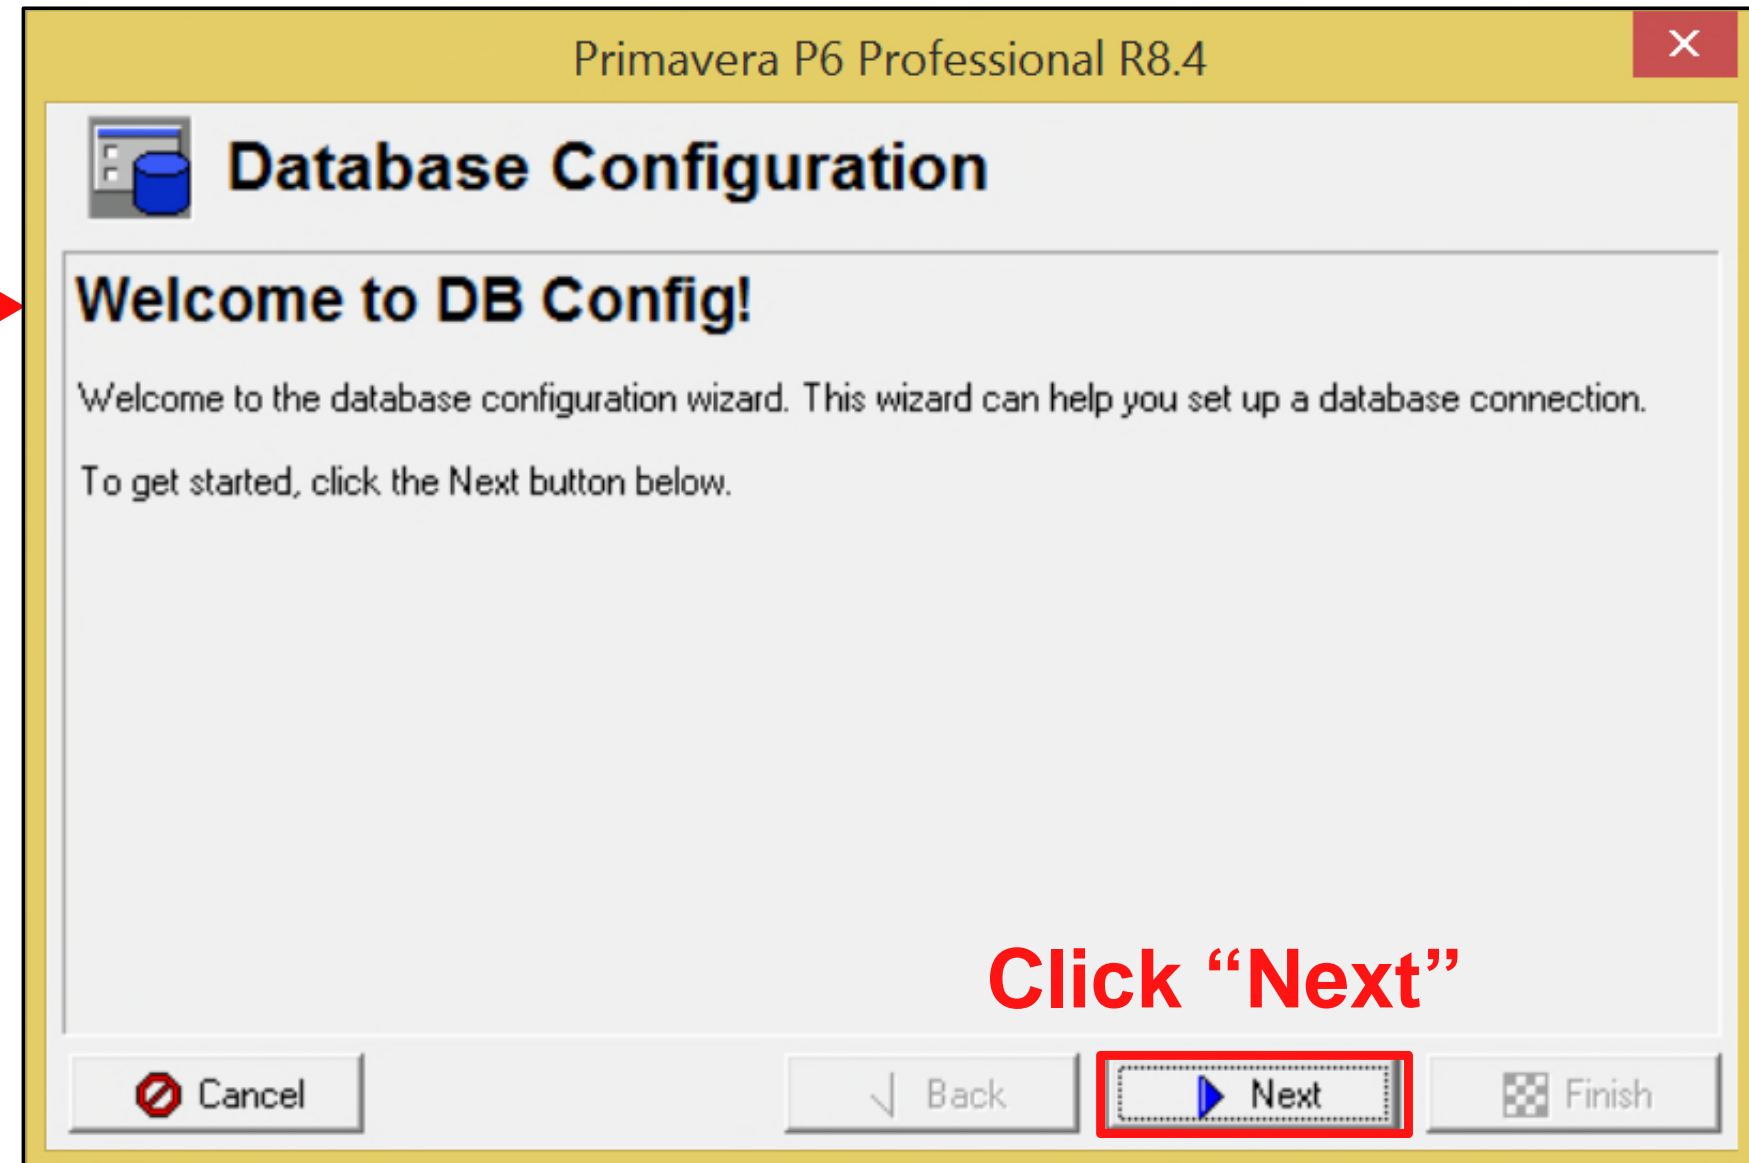 Primavera P6 Professional R8.4
Database Configuration
Welcome to DB Config!
Welcome to the database configuration wizard. This wizard can help you set up a database connection.
To get started, click the Next button below.
Click “Next”
Cancel
Back
Next
Finish